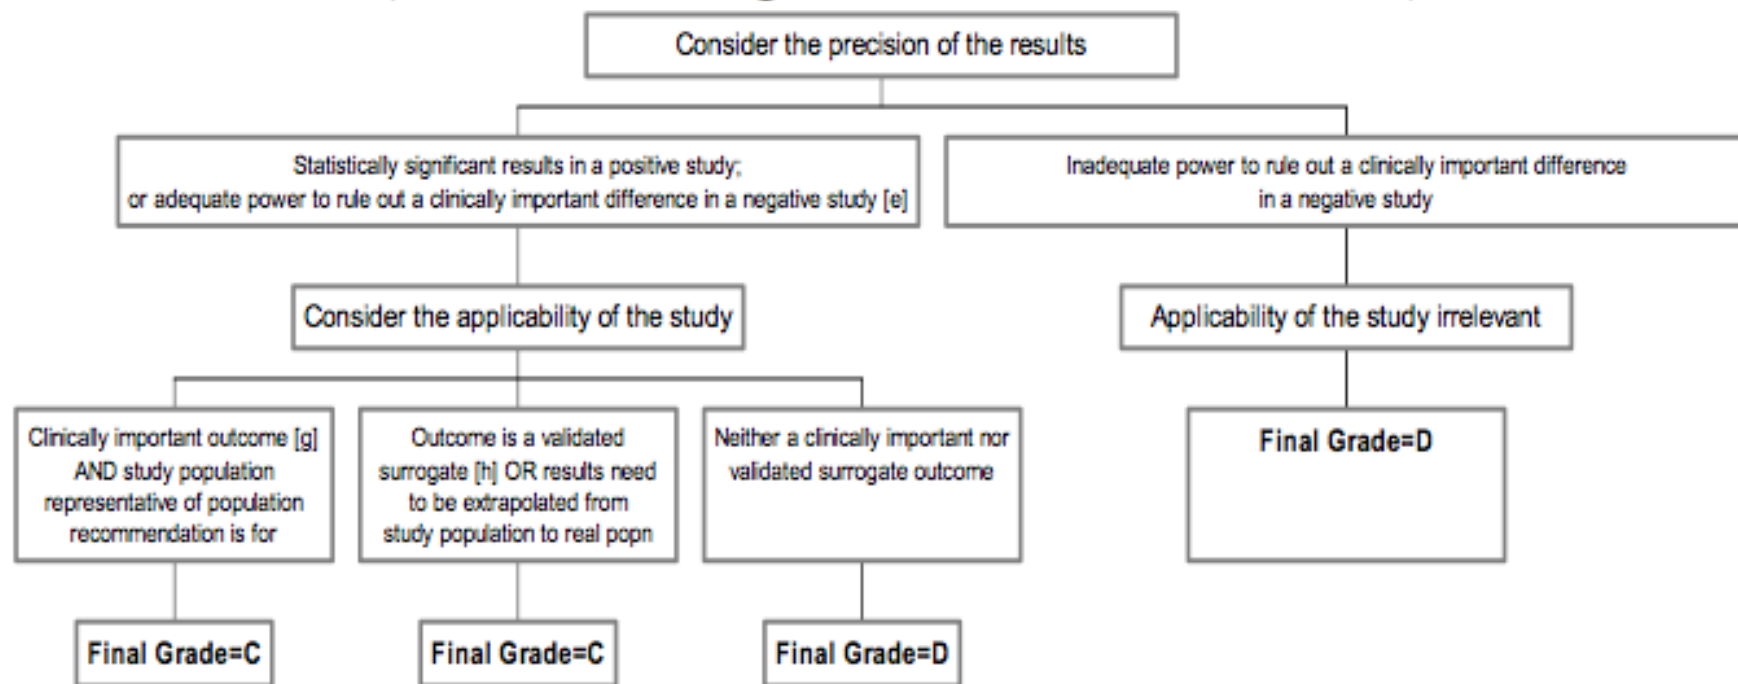 Consider the precision of the results
Statistically significant results in a positive study;
or adequate power to rule out a clinically important difference in a negative study [e]
Inadequate power to rule out a clinically important difference
in a negative study
Consider the applicability of the study
Applicability of the study irrelevant
Clinically important outcome [g]
AND study population
representative of population
recommendation is for
Outcome is a validated
surrogate [h] OR results need
to be extrapolated from
study population to real popn
Neither a clinically important nor
validated surrogate outcome
Final Grade=D
Final Grade=C
Final Grade=C
Final Grade=D